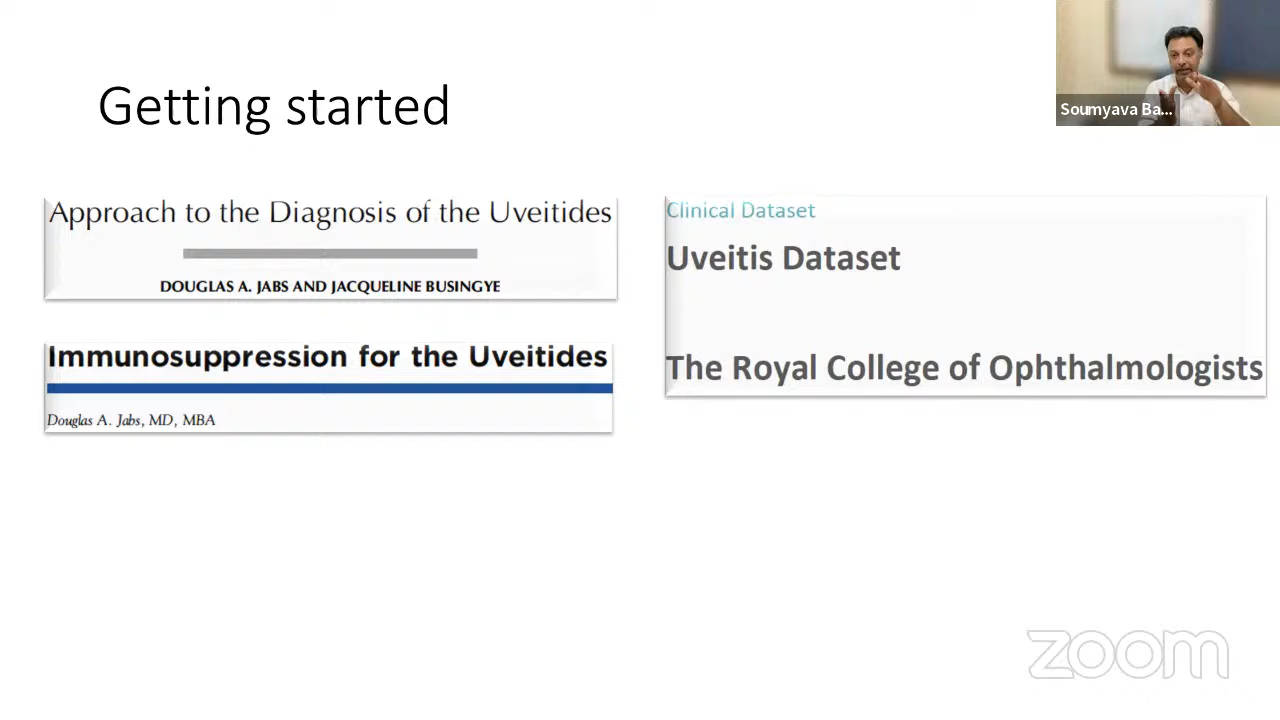 Getting started
Soumyava Ba...
Approach to the Diagnosis of the Uveitides
DOUGLAS A. JABS AND JACQUELINE BUSINGYE
Immunosuppression for the Uveitides
Douglas A. Jabs, MD, MBA
Clinical Dataset
Uveitis Dataset
The Royal College of Ophthalmologists
zoom